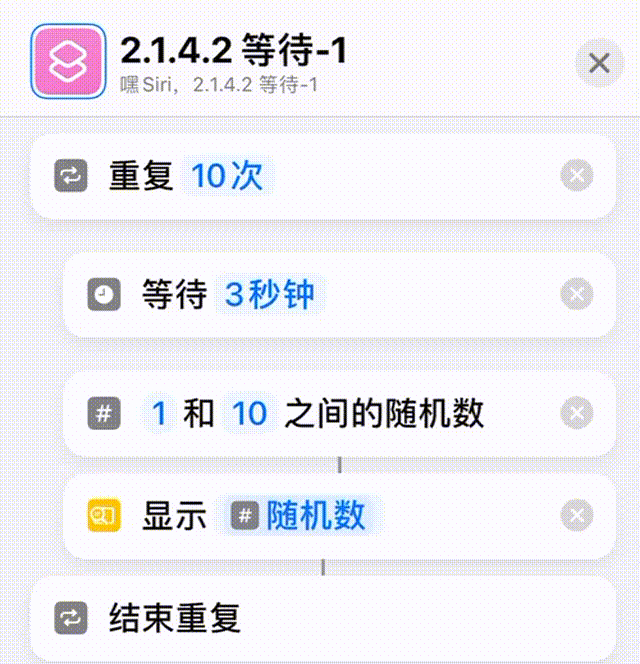 2.1.4.2 等待-1
嘿Siri，2.1.4.2 等待-1
重复 10次
等待 3秒钟
# 1 和 10 之间的随机数
显示 # 随机数
结束重复